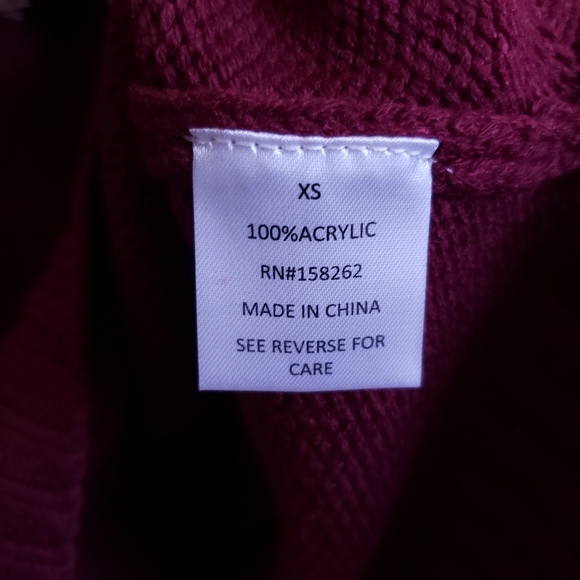 XS
100%ACRYLIC
RN#158262
MADE IN CHINA
SEE REVERSE FOR
CARE